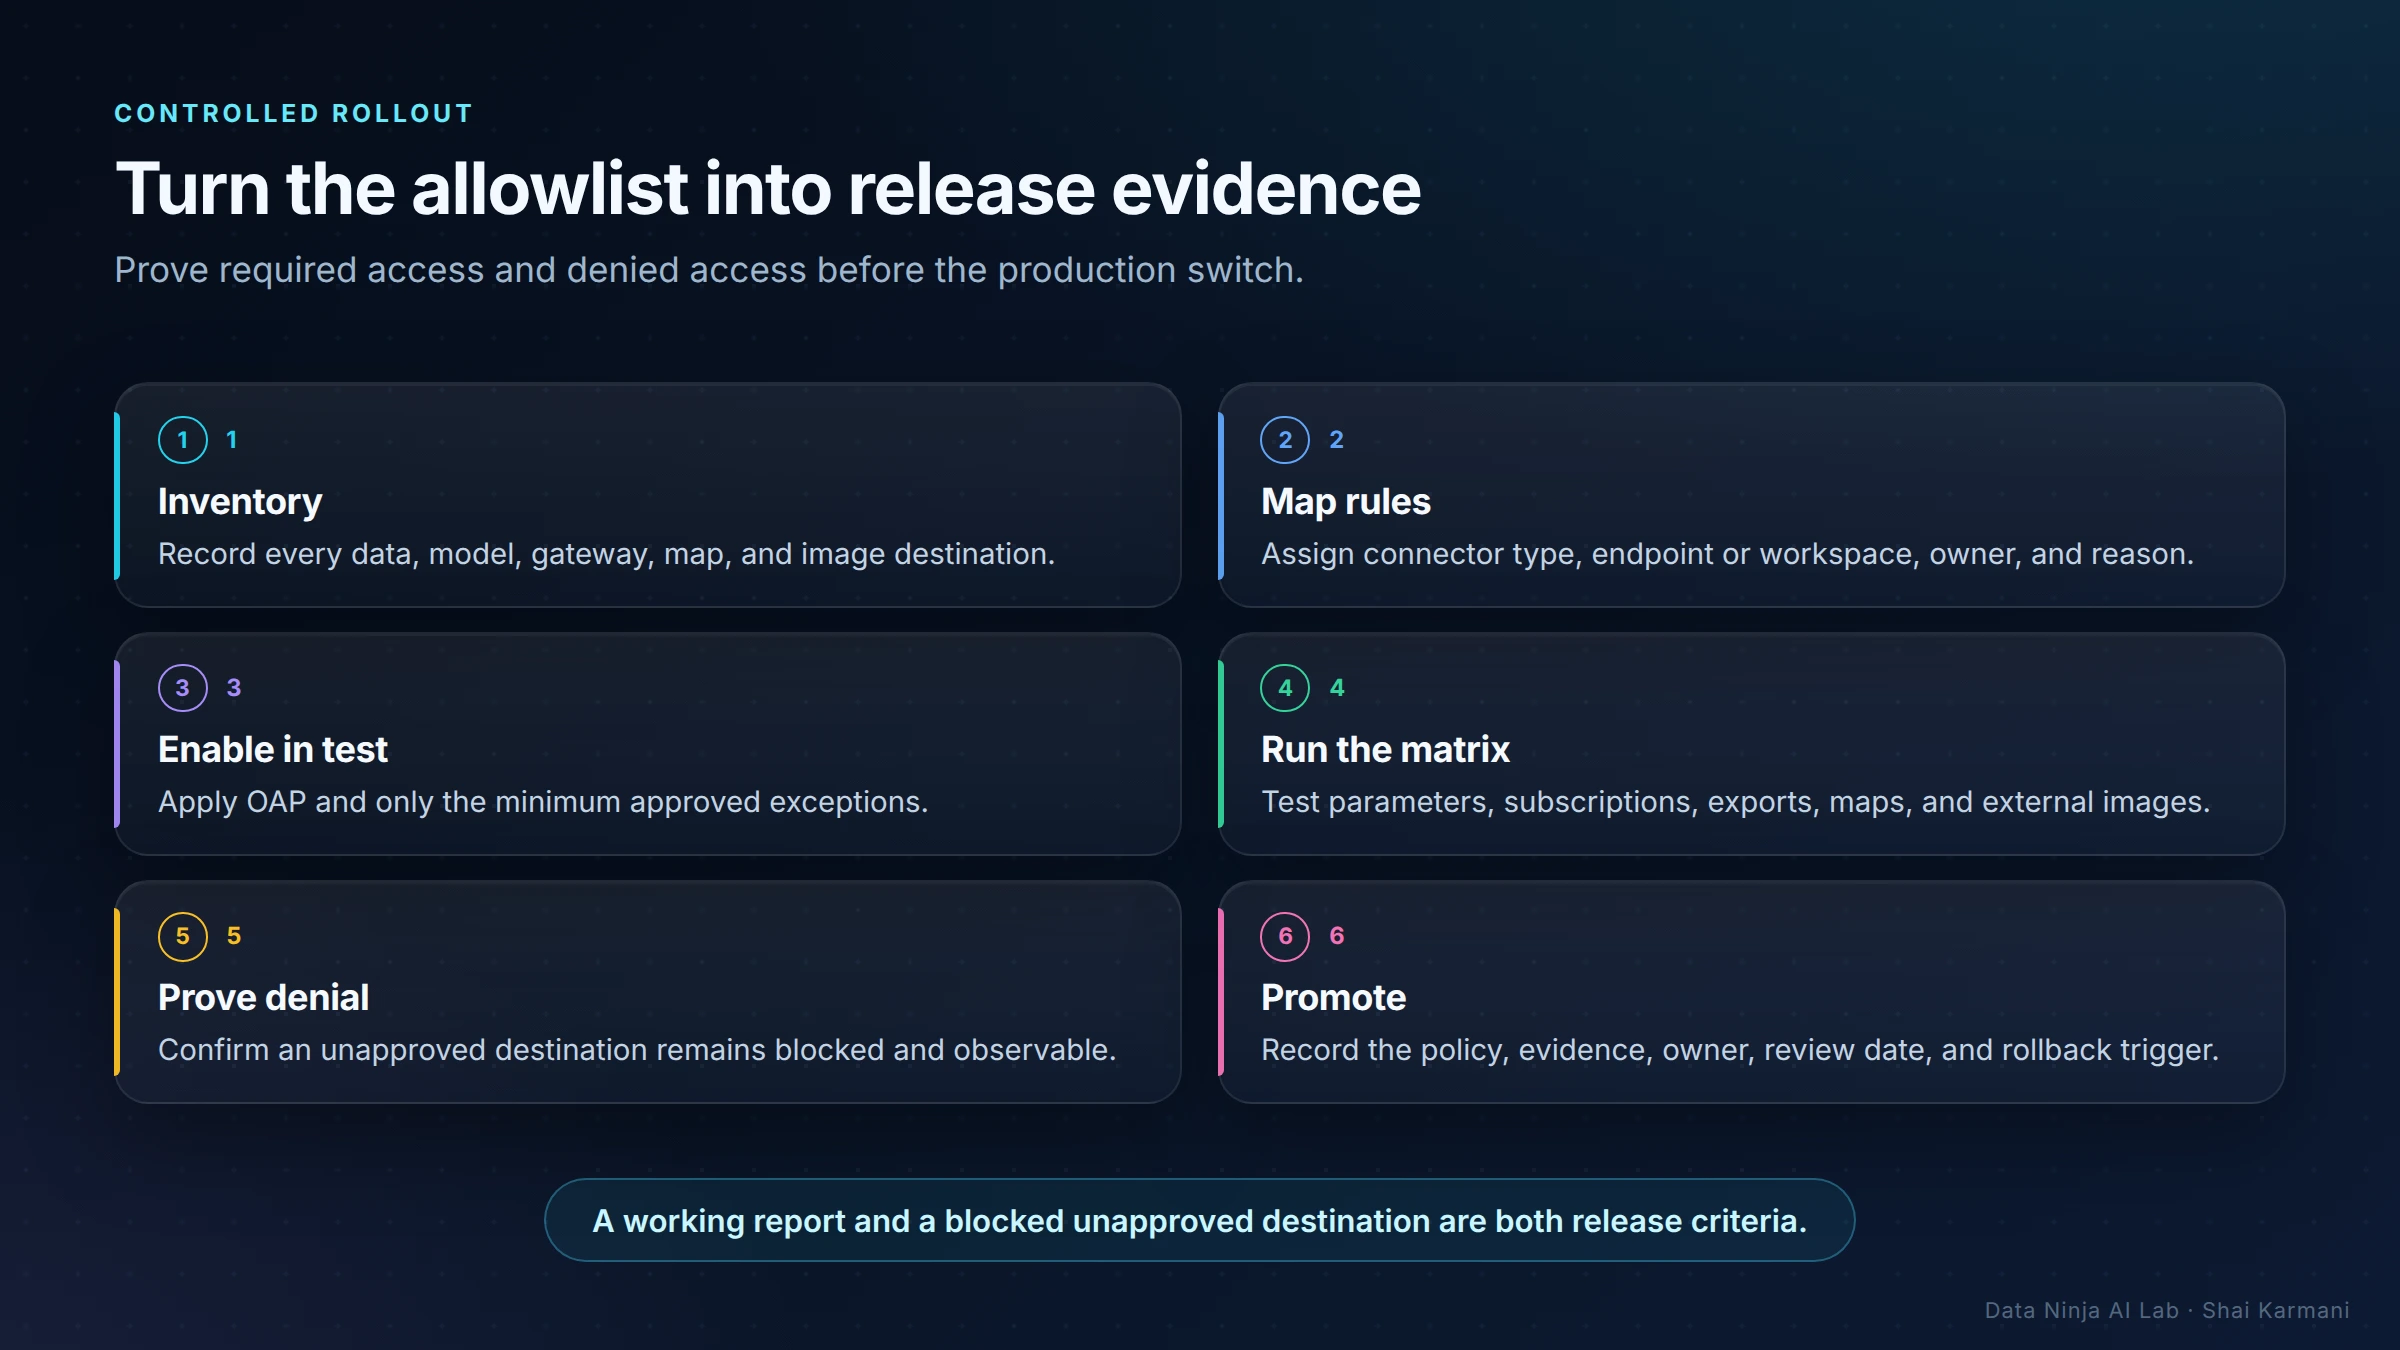 CONTROLLED ROLLOUT
Turn the allowlist into release evidence
Prove required access and denied access before the production switch.
1 1
Inventory
Record every data, model, gateway, map, and image destination.
2 2
Map rules
Assign connector type, endpoint or workspace, owner, and reason.
3 3
Enable in test
Apply OAP and only the minimum approved exceptions.
4 4
Run the matrix
Test parameters, subscriptions, exports, maps, and external images.
5 5
Prove denial
Confirm an unapproved destination remains blocked and observable.
6 6
Promote
Record the policy, evidence, owner, review date, and rollback trigger.
A working report and a blocked unapproved destination are both release criteria.
Data Ninja AI Lab · Shai Karmani